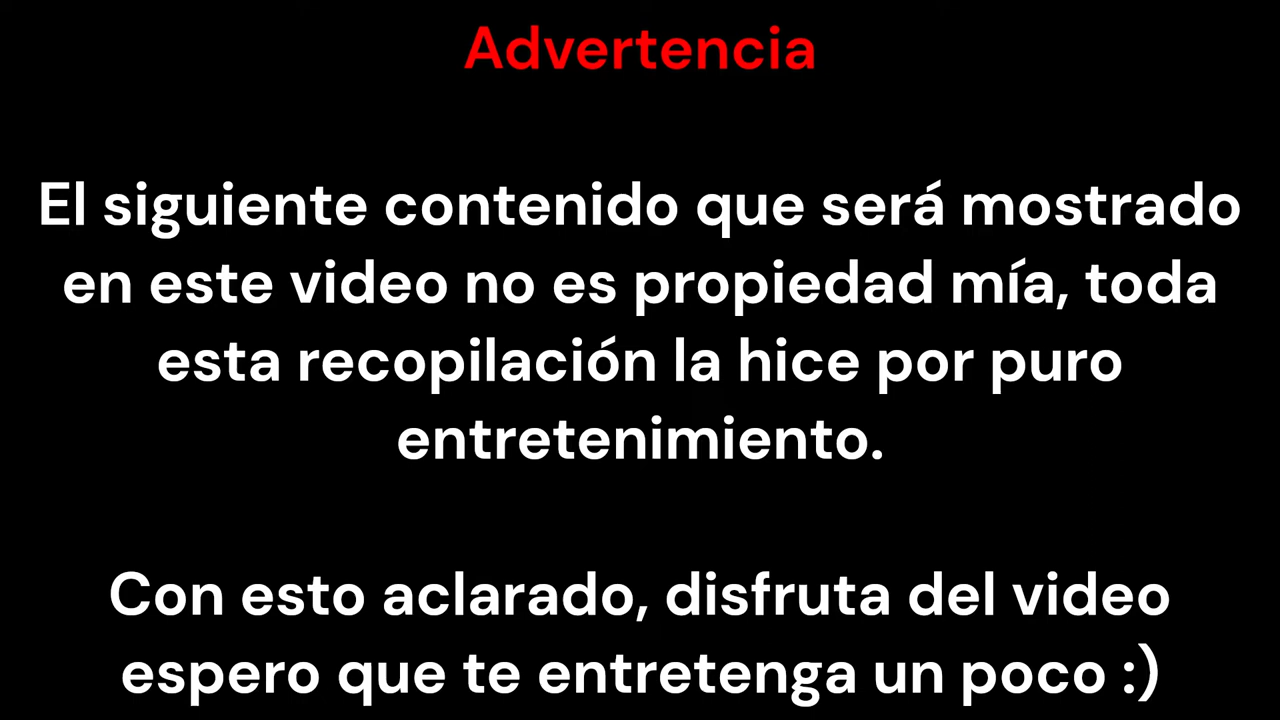 Advertencia
El siguiente contenido que será mostrado
en este video no es propiedad mía, toda
esta recopilación la hice por puro
entretenimiento.
Con esto aclarado, disfruta del video
espero que te entretenga un poco :)